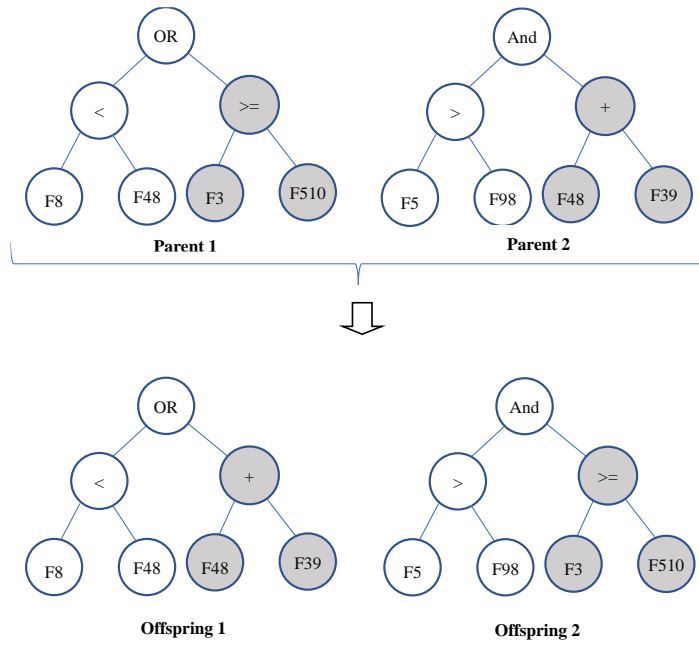 OR And
< >= > +
F8 F48 F3 F510 F5 F98 F48 F39
Parent 1 Parent 2
OR And
< + > >=
F8 F48 F48 F39 F5 F98 F3 F510
Offspring 1 Offspring 2